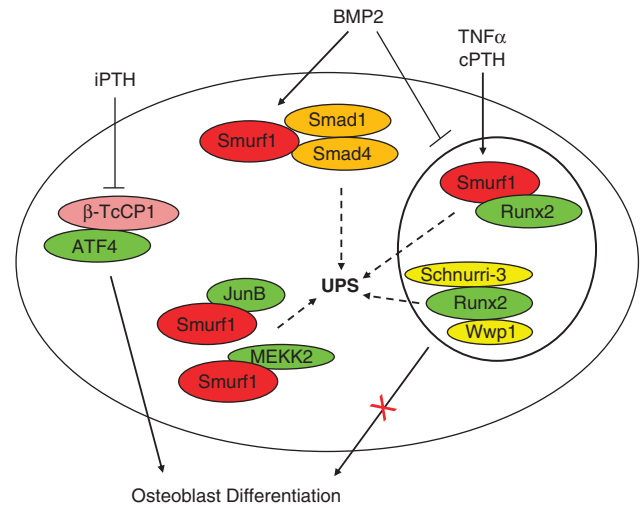 BMP2
TNFα
cPTH
iPTH
Smad1
Smurf1
Smad4
Smurf1
Runx2
β-TcCP1
ATF4
Schnurri-3
UPS
JunB
Runx2
Smurf1
Wwp1
MEKK2
Smurf1
Osteoblast Differentiation